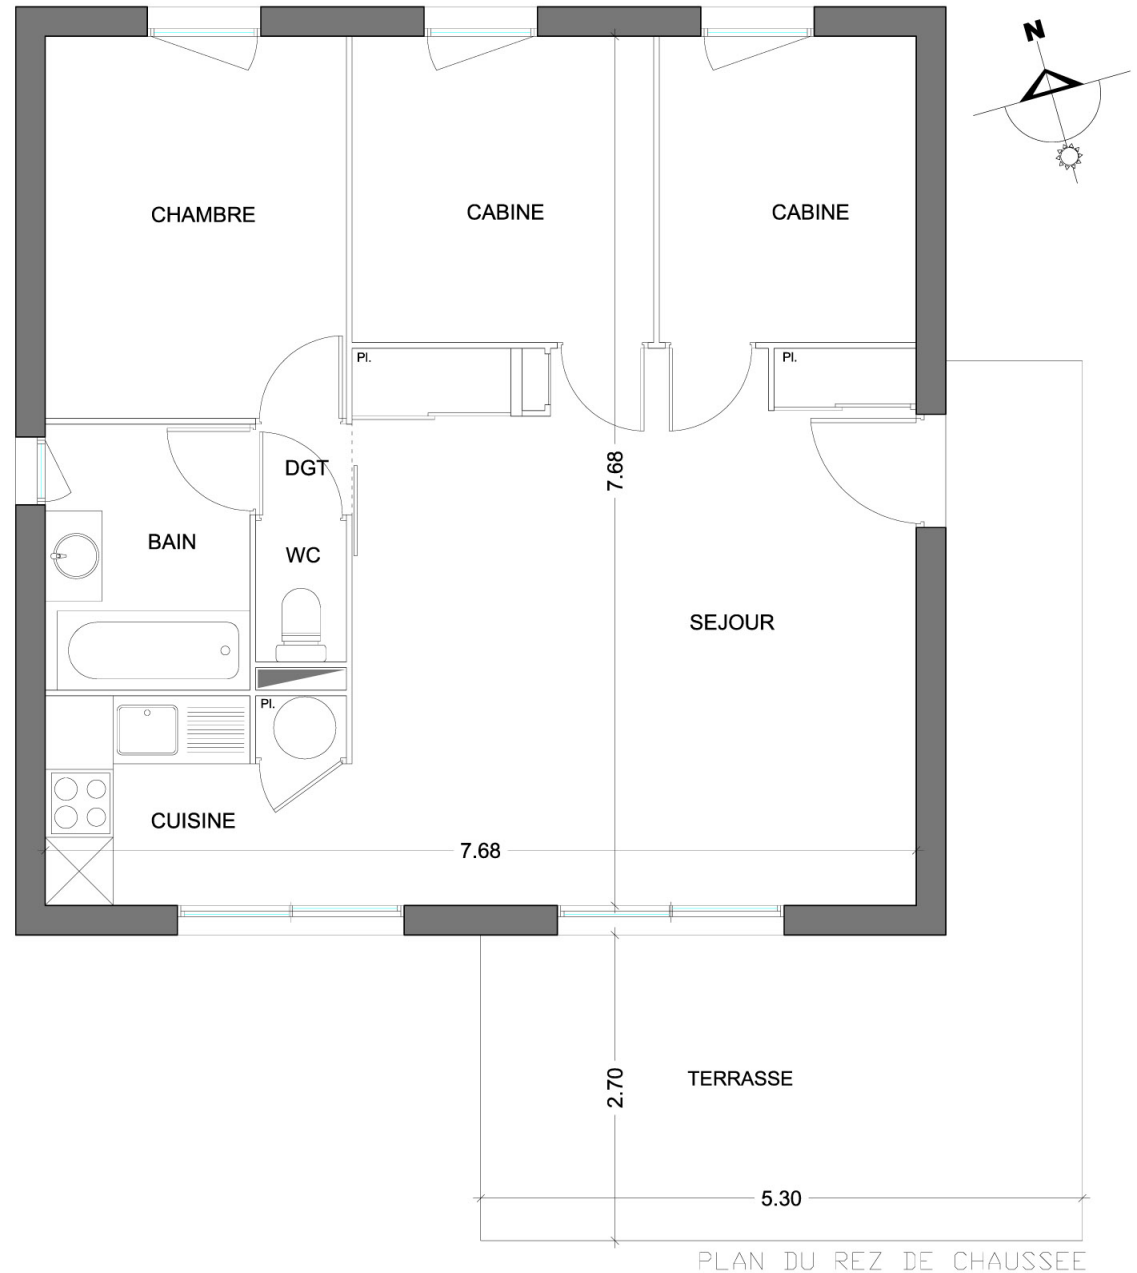 N
CHAMBRE
CABINE
CABINE
Pl.
Pl.
DGT
7.68
BAIN
WC
SEJOUR
Pl.
CUISINE
7.68
TERRASSE
2.70
5.30
PLAN DU REZ DE CHAUSSEE